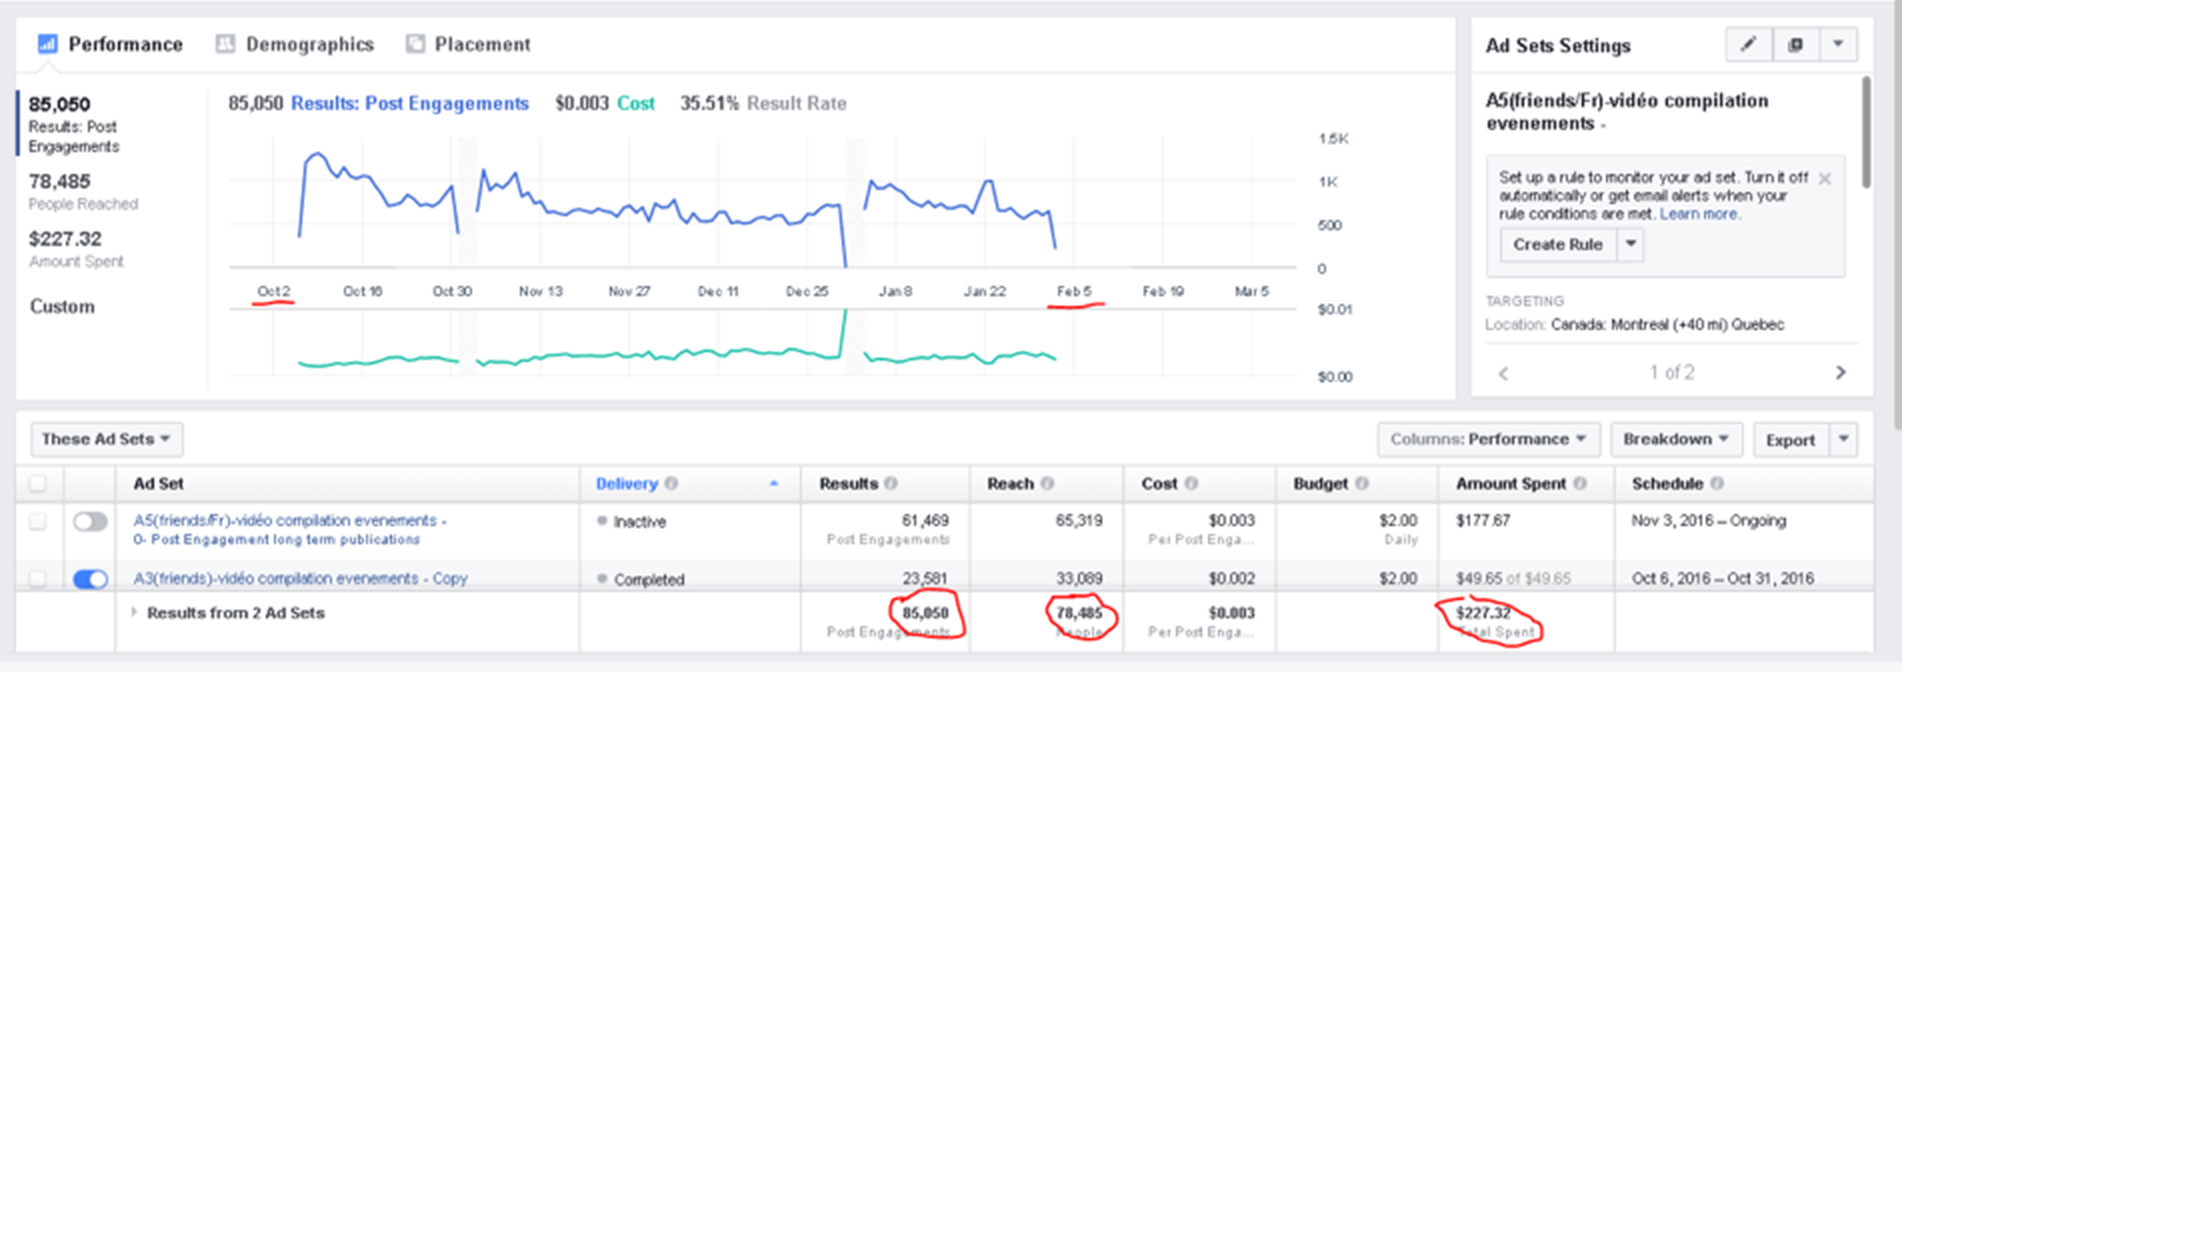 Performance Demographics Placement
85,050
Results: Post
Engagements
78,485
People Reached
$227.32
Amount Spent
Custom
85,050 Results: Post Engagements $0.003 Cost 35.51% Result Rate
1.5K
1K
500
0
Oct 2 Oct 16 Oct 30 Nov 13 Nov 27 Dec 11 Dec 25 Jan 8 Jan 22 Feb 5 Feb 19 Mar 5
$0.01
$0.00
Ad Sets Settings
A5(friends/Fr)-vidéo compilation
evenements -
Set up a rule to monitor your ad set. Turn it off
automatically or get email alerts when your
rule conditions are met. Learn more.
Create Rule
TARGETING
Location: Canada: Montreal (+40 mi) Quebec
1 of 2
These Ad Sets Columns: Performance Breakdown Export
Ad Set Delivery Results Reach Cost Budget Amount Spent Schedule
A5(friends/Fr)-vidéo compilation evenements - Inactive 61,469 65,319 $0.003 $2.00 $177.67 Nov 3, 2016 – Ongoing
0- Post Engagement long term publications Post Engagements Per Post Enga... Daily
A3(friends)-vidéo compilation evenements - Copy Completed 23,581 33,089 $0.002 $2.00 $49.65 of $49.65 Oct 6, 2016 – Oct 31, 2016
Results from 2 Ad Sets 85,050 78,485 $0.003 $227.32
Post Engagements People Per Post Enga... Total Spent